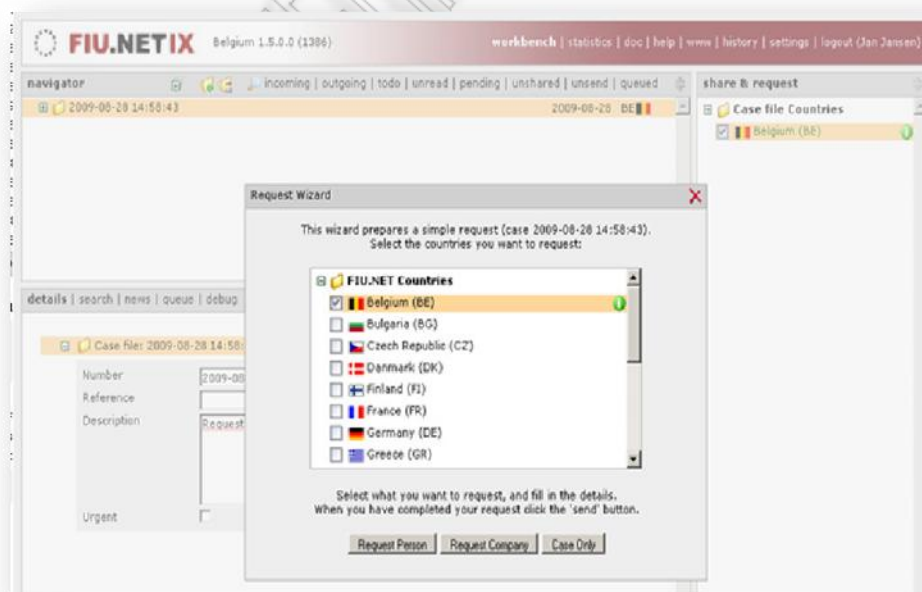 FIU.NETIX Belgium 1.5.0.0 (1386) workbench | statistics | doc | help | www | history | settings | logout (Jan Jansen)
navigator incoming | outgoing | todo | unread | pending | unshared | unsend | queued
2009-08-28 14:58:43 2009-08-28 BE
share & request
Case file Countries
Belgium (BE)
Request Wizard
This wizard prepares a simple request (case 2009-08-28 14:58:43).
Select the countries you want to request:
FIU.NET Countries
Belgium (BE)
Bulgaria (BG)
Czech Republic (CZ)
Danmark (DK)
Finland (FI)
France (FR)
Germany (DE)
Greece (GR)
Select what you want to request, and fill in the details.
When you have completed your request click the 'send' button.
Request Person Request Company Case Only
details | search | news | queue | debug
Case file: 2009-08-28 14:58:
Number 2009-08
Reference
Description Request
Urgent